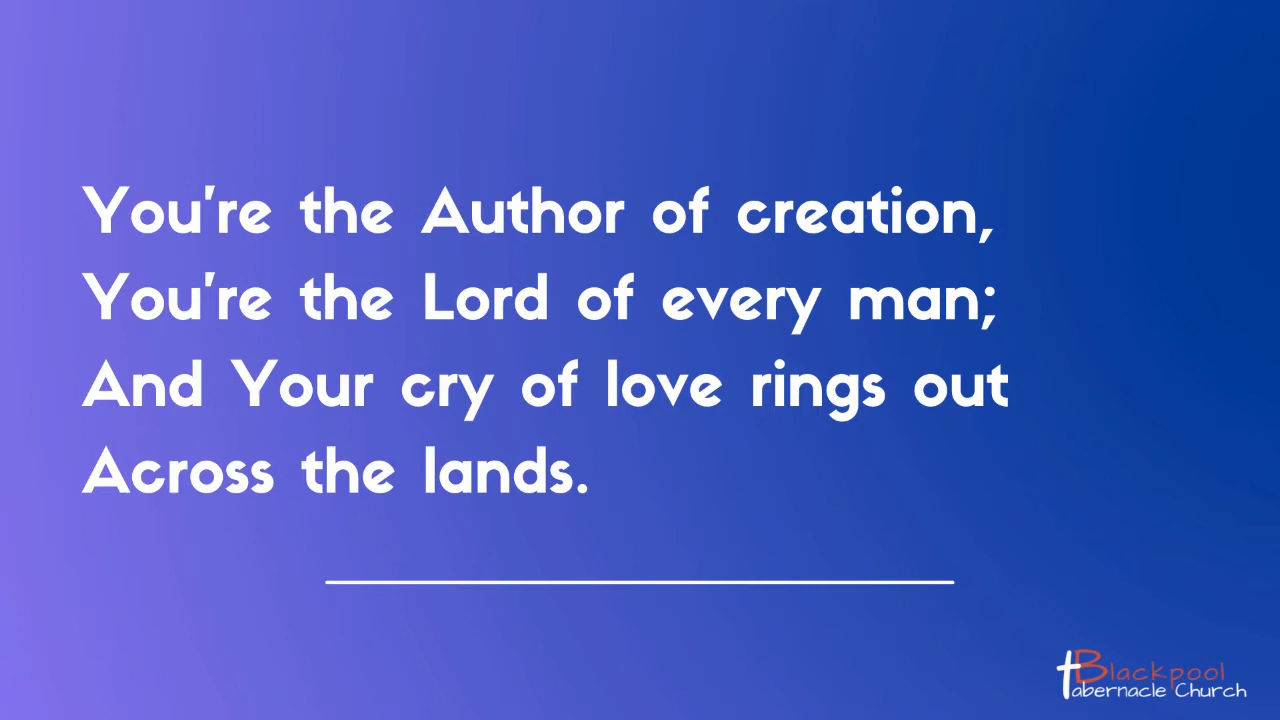 You're the Author of creation,
You're the Lord of every man;
And Your cry of love rings out
Across the lands.
Blackpool
Tabernacle Church